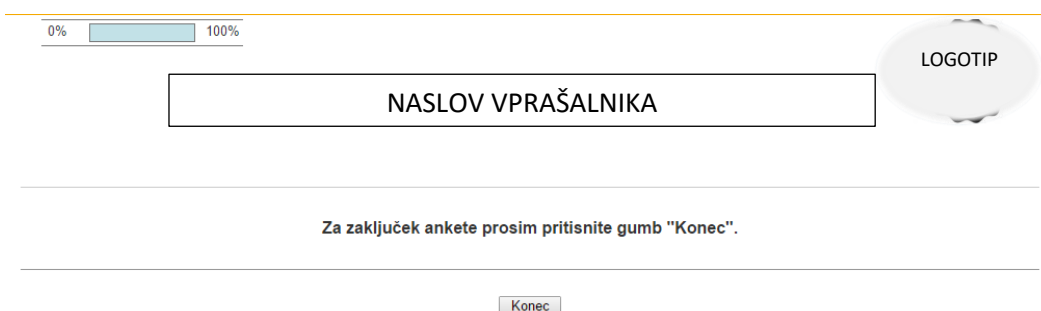 0% 100%
LOGOTIP
NASLOV VPRAŠALNIKA
Za zaključek ankete prosim pritisnite gumb "Konec".
Konec